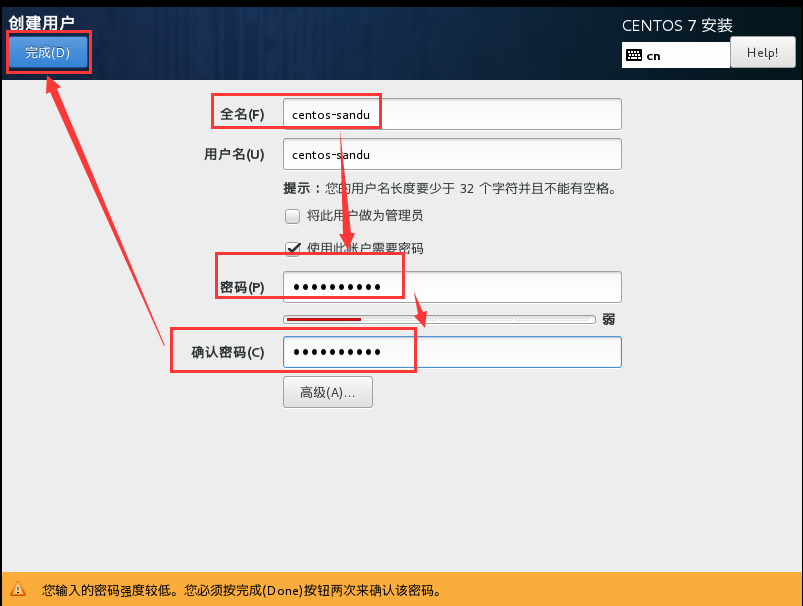 创建用户
CENTOS 7 安装
完成(D)
cn
Help!
全名(F)
centos-sandu
用户名(U)
centos-sandu
提示：您的用户名长度要少于 32 个字符并且不能有空格。
将此用户做为管理员
使用此帐户需要密码
密码(P)
弱
确认密码(C)
高级(A)...
您输入的密码强度较低。您必须按完成(Done)按钮两次来确认该密码。